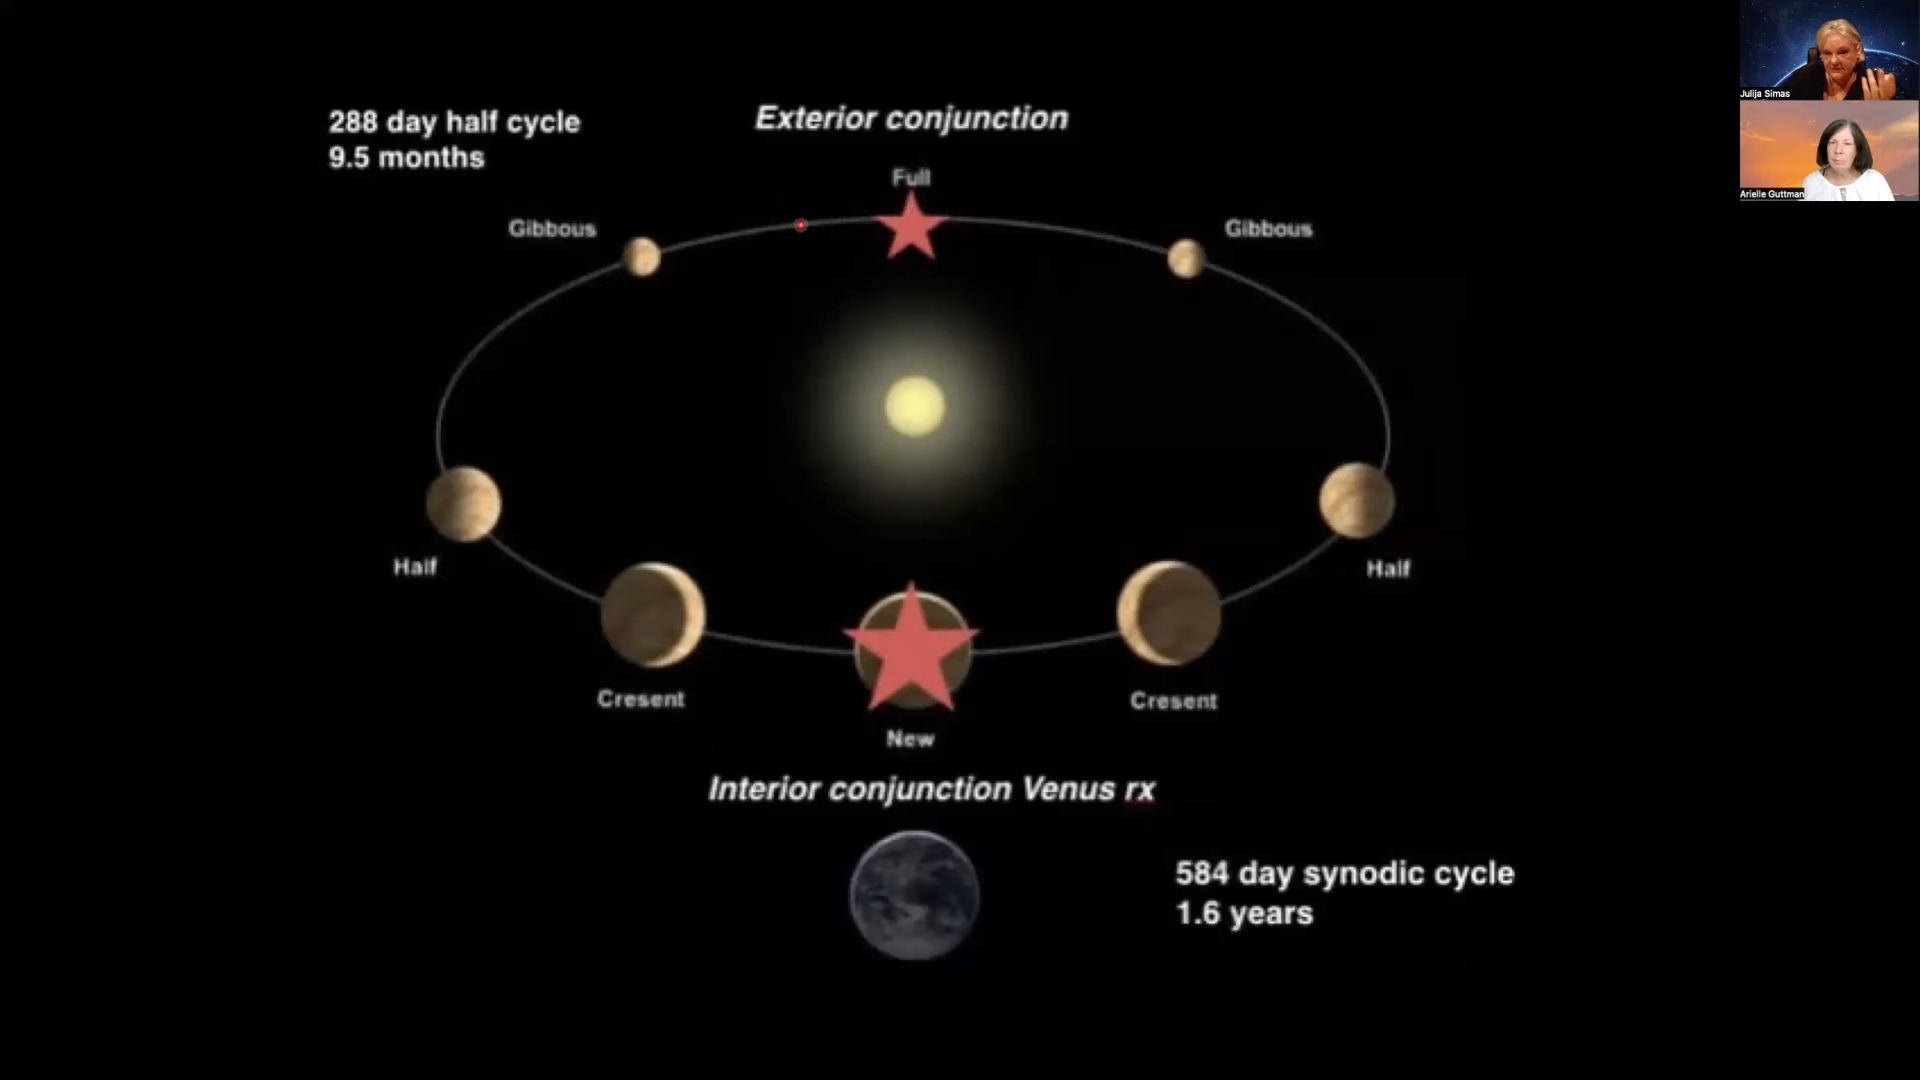 288 day half cycle
9.5 months
Exterior conjunction
Full
Gibbous
Gibbous
Half
Half
Cresent
Cresent
New
Interior conjunction Venus rx
584 day synodic cycle
1.6 years
Julija Simas
Arielle Guttman